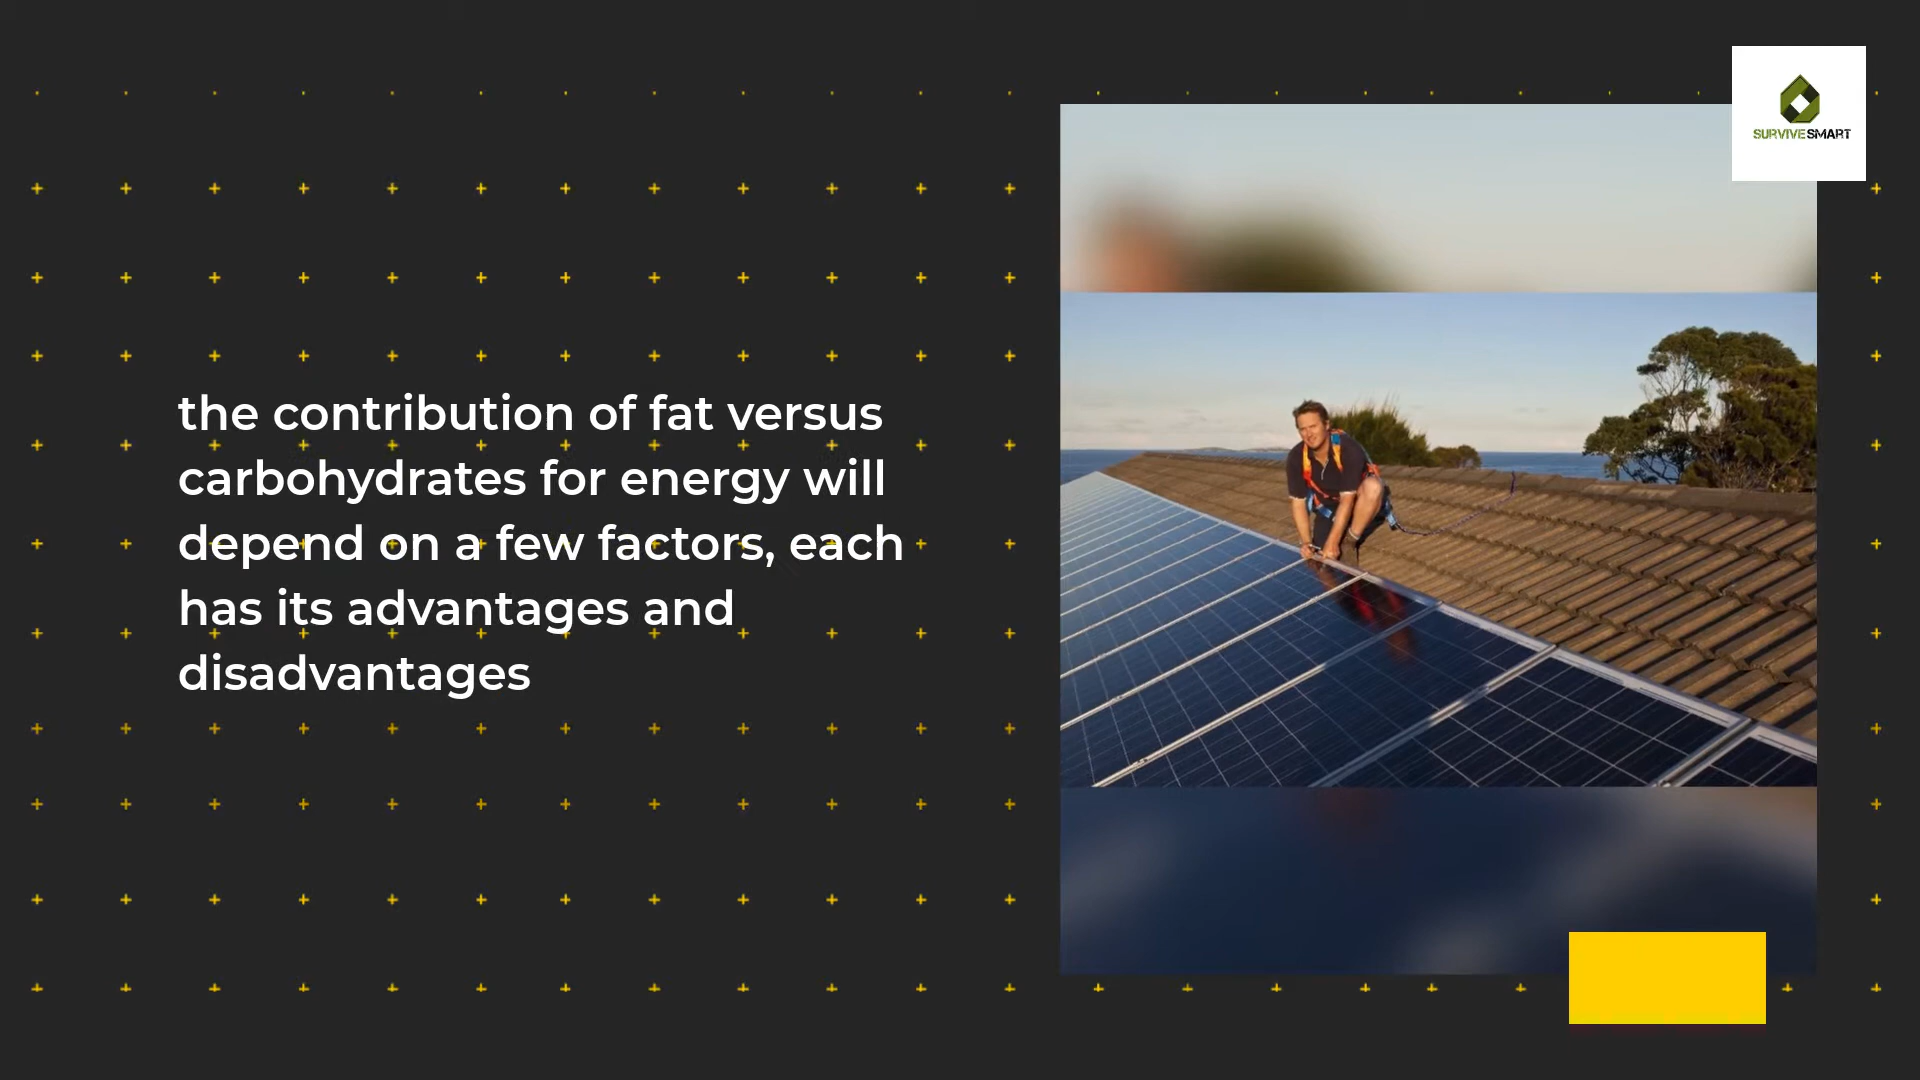 SURVIVESMART
the contribution of fat versus
carbohydrates for energy will
depend on a few factors, each
has its advantages and
disadvantages